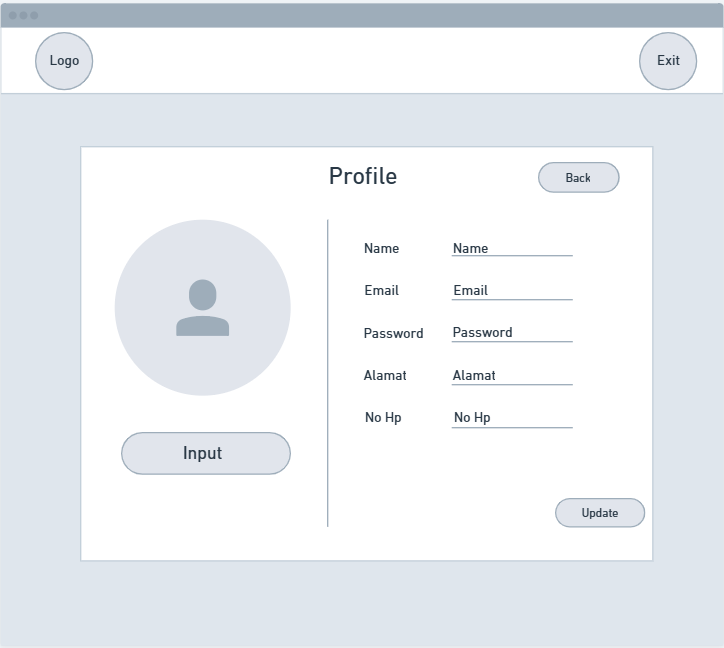 Logo
Exit
Profile
Back
Name Name
Email Email
Password Password
Alamat Alamat
No Hp No Hp
Input
Update